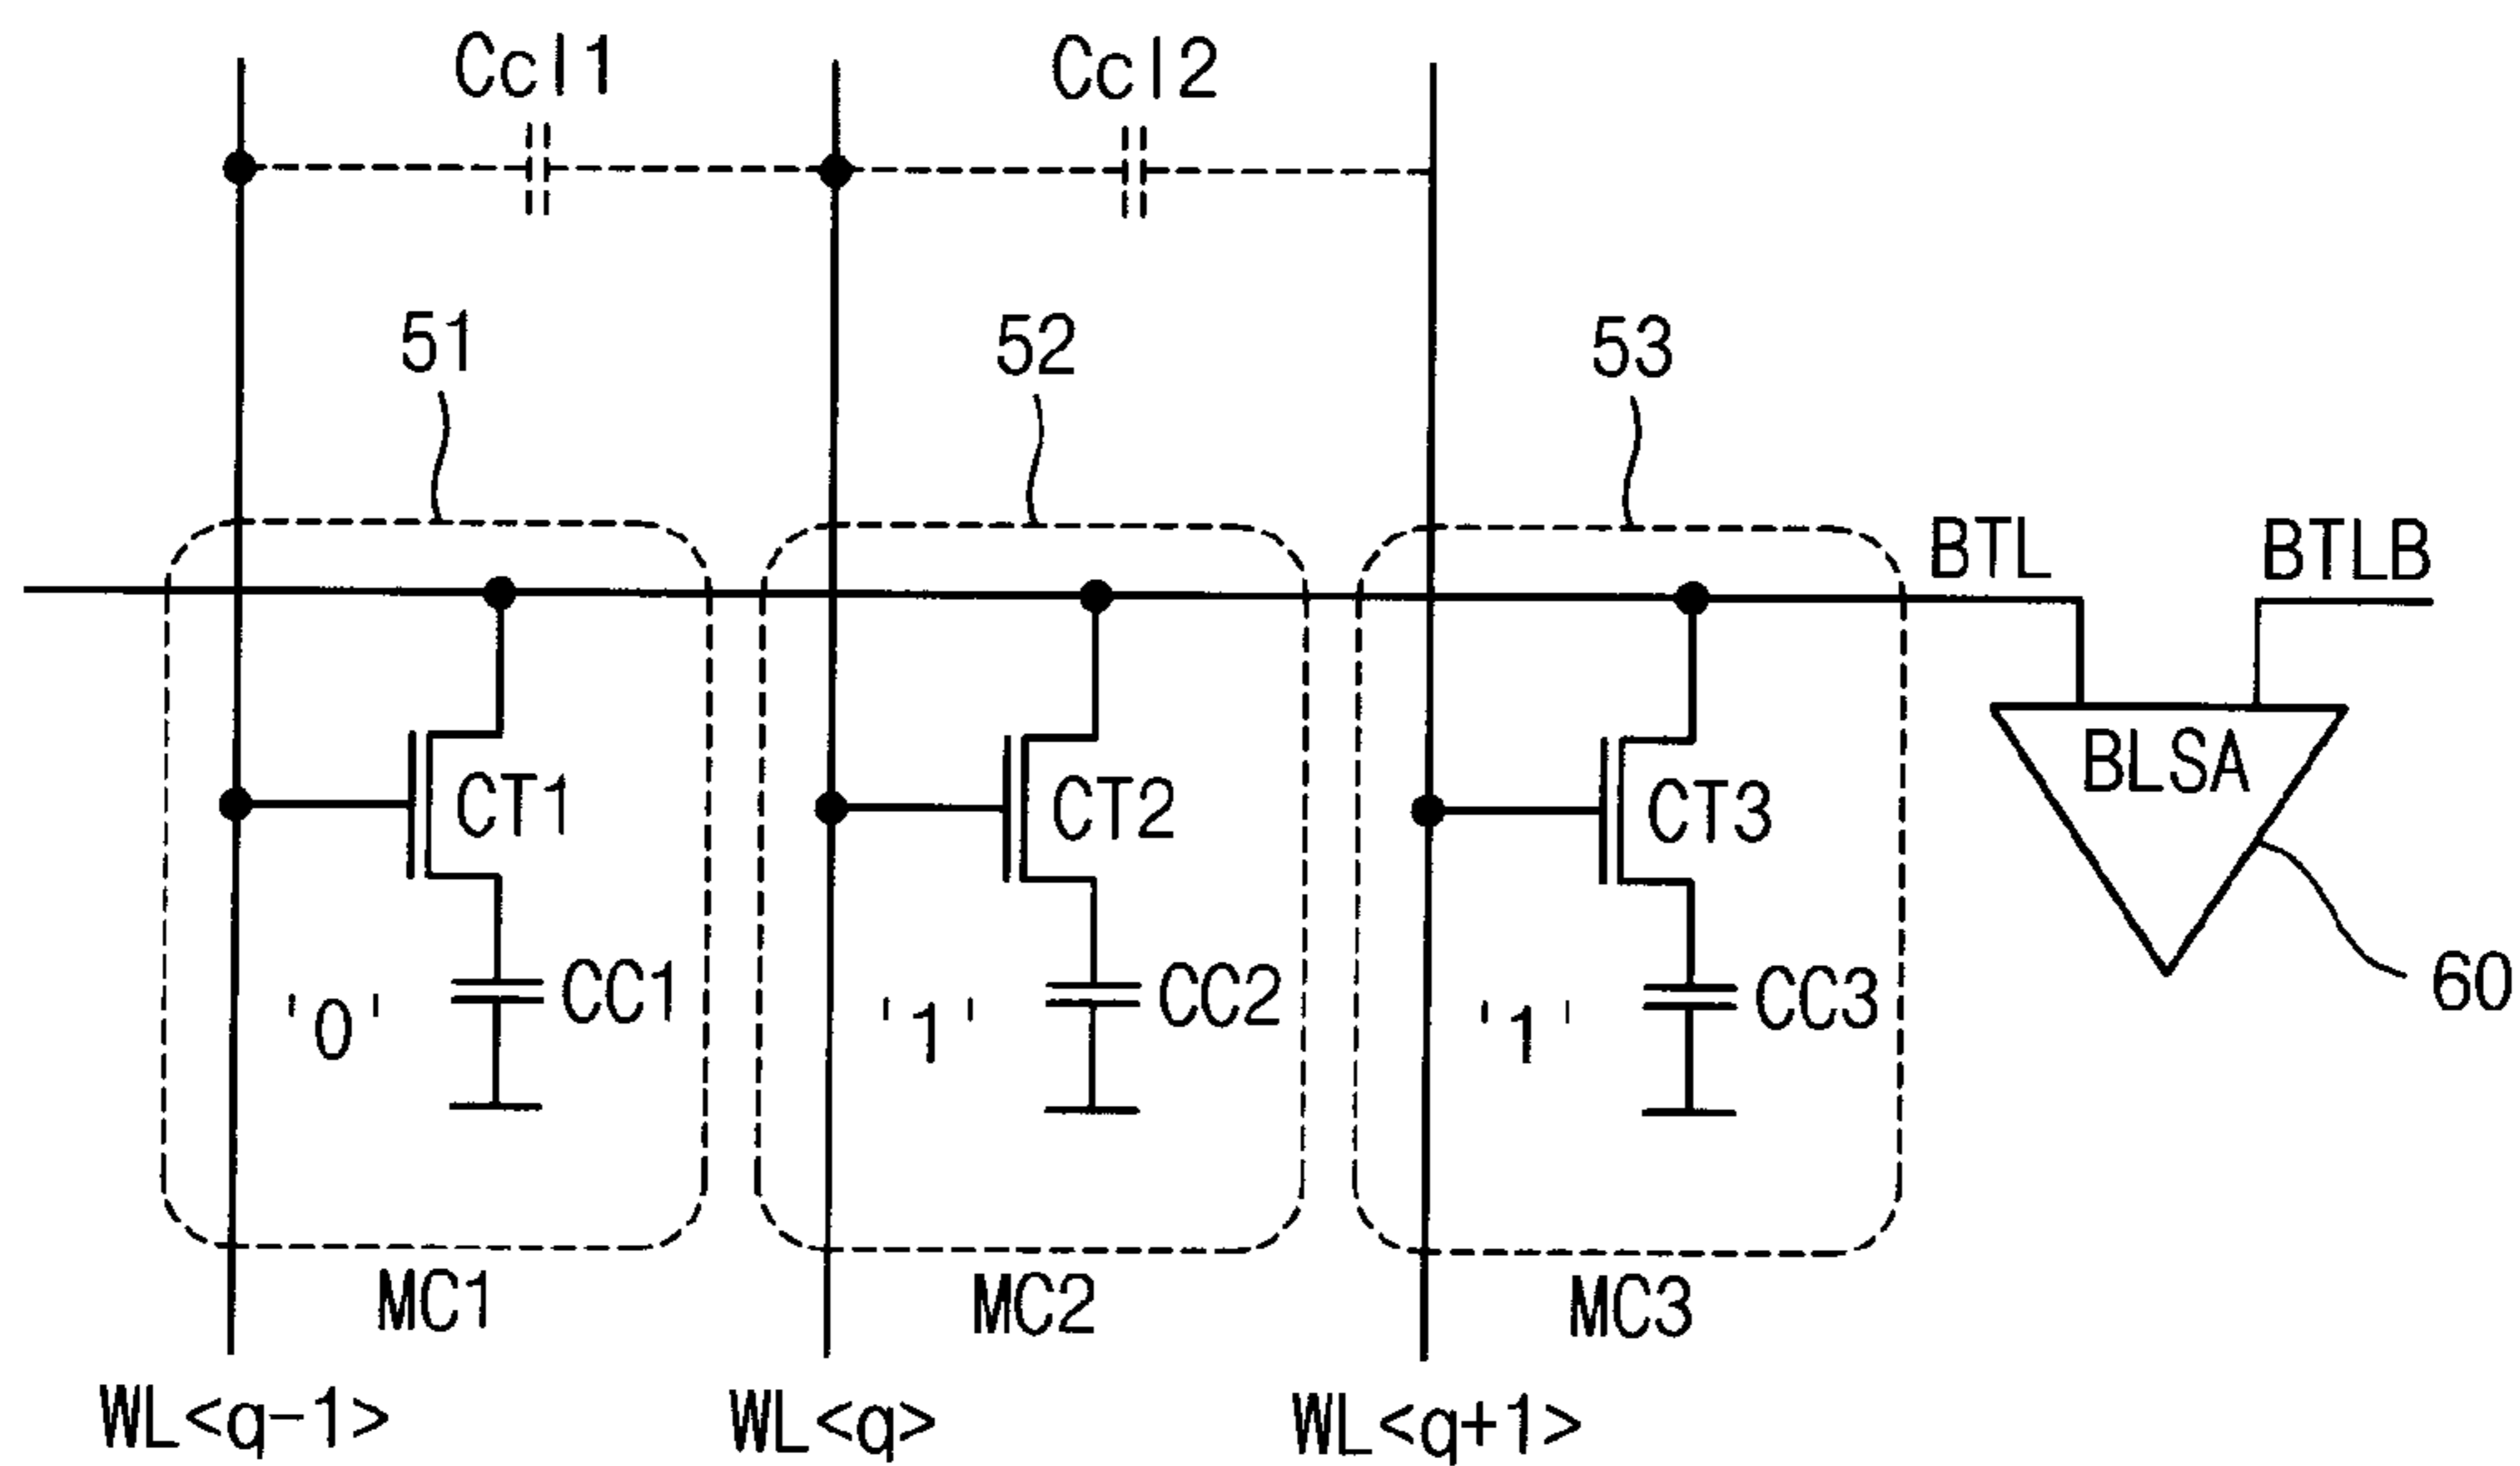 Ccl1
Ccl2
51
52
53
BTL
BTLB
BLSA
CT1
CT2
CT3
CC1
CC2
CC3
60
'0'
'1'
'1'
MC1
MC2
MC3
WL<q-1>
WL<q>
WL<q+1>